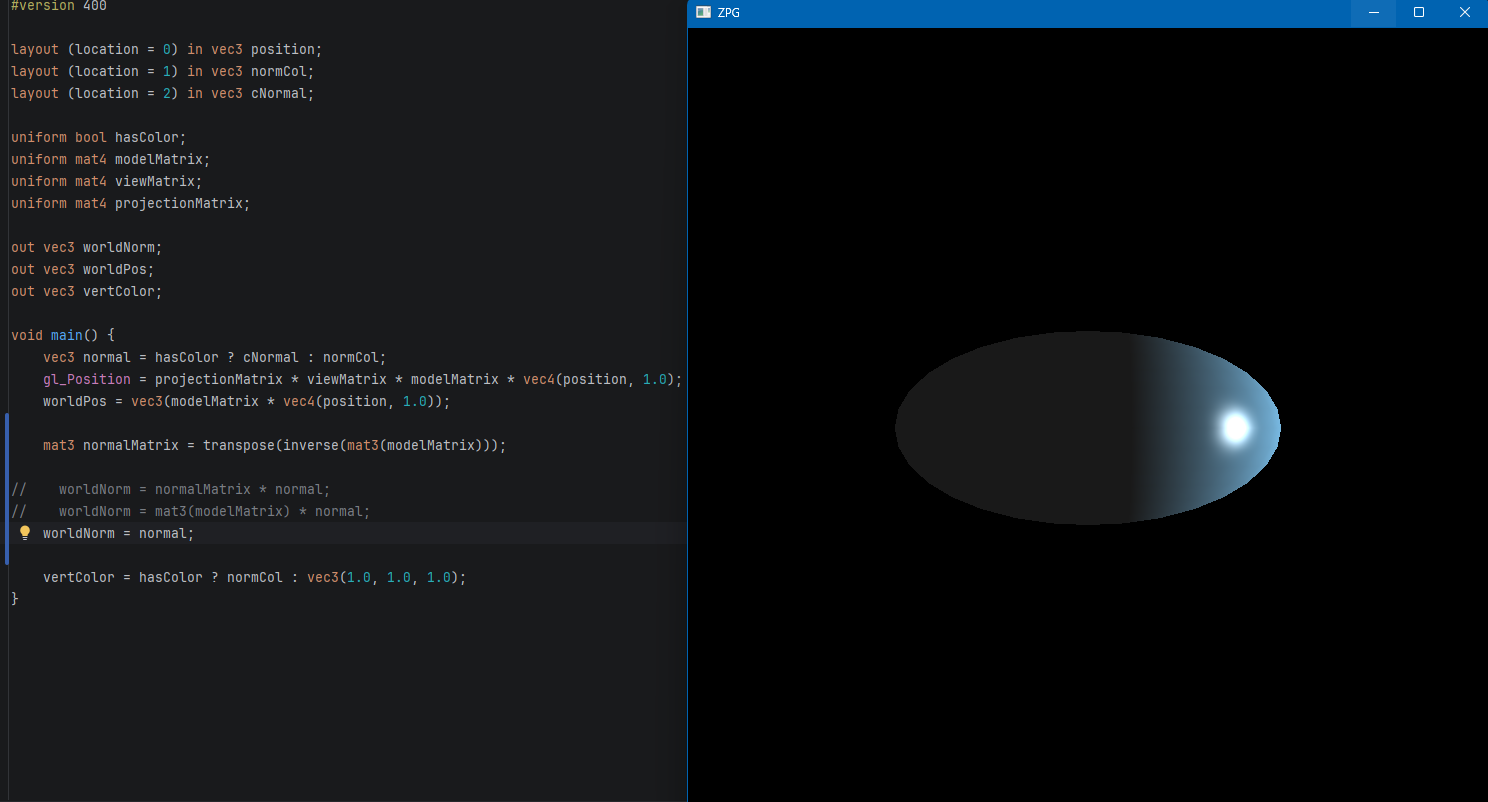 #version 400
layout (location = 0) in vec3 position;
layout (location = 1) in vec3 normCol;
layout (location = 2) in vec3 cNormal;
uniform bool hasColor;
uniform mat4 modelMatrix;
uniform mat4 viewMatrix;
uniform mat4 projectionMatrix;
out vec3 worldNorm;
out vec3 worldPos;
out vec3 vertColor;
void main() {
    vec3 normal = hasColor ? cNormal : normCol;
    gl_Position = projectionMatrix * viewMatrix * modelMatrix * vec4(position, 1.0);
    worldPos = vec3(modelMatrix * vec4(position, 1.0));
    mat3 normalMatrix = transpose(inverse(mat3(modelMatrix)));
//    worldNorm = normalMatrix * normal;
//    worldNorm = mat3(modelMatrix) * normal;
    worldNorm = normal;
    vertColor = hasColor ? normCol : vec3(1.0, 1.0, 1.0);
}
ZPG